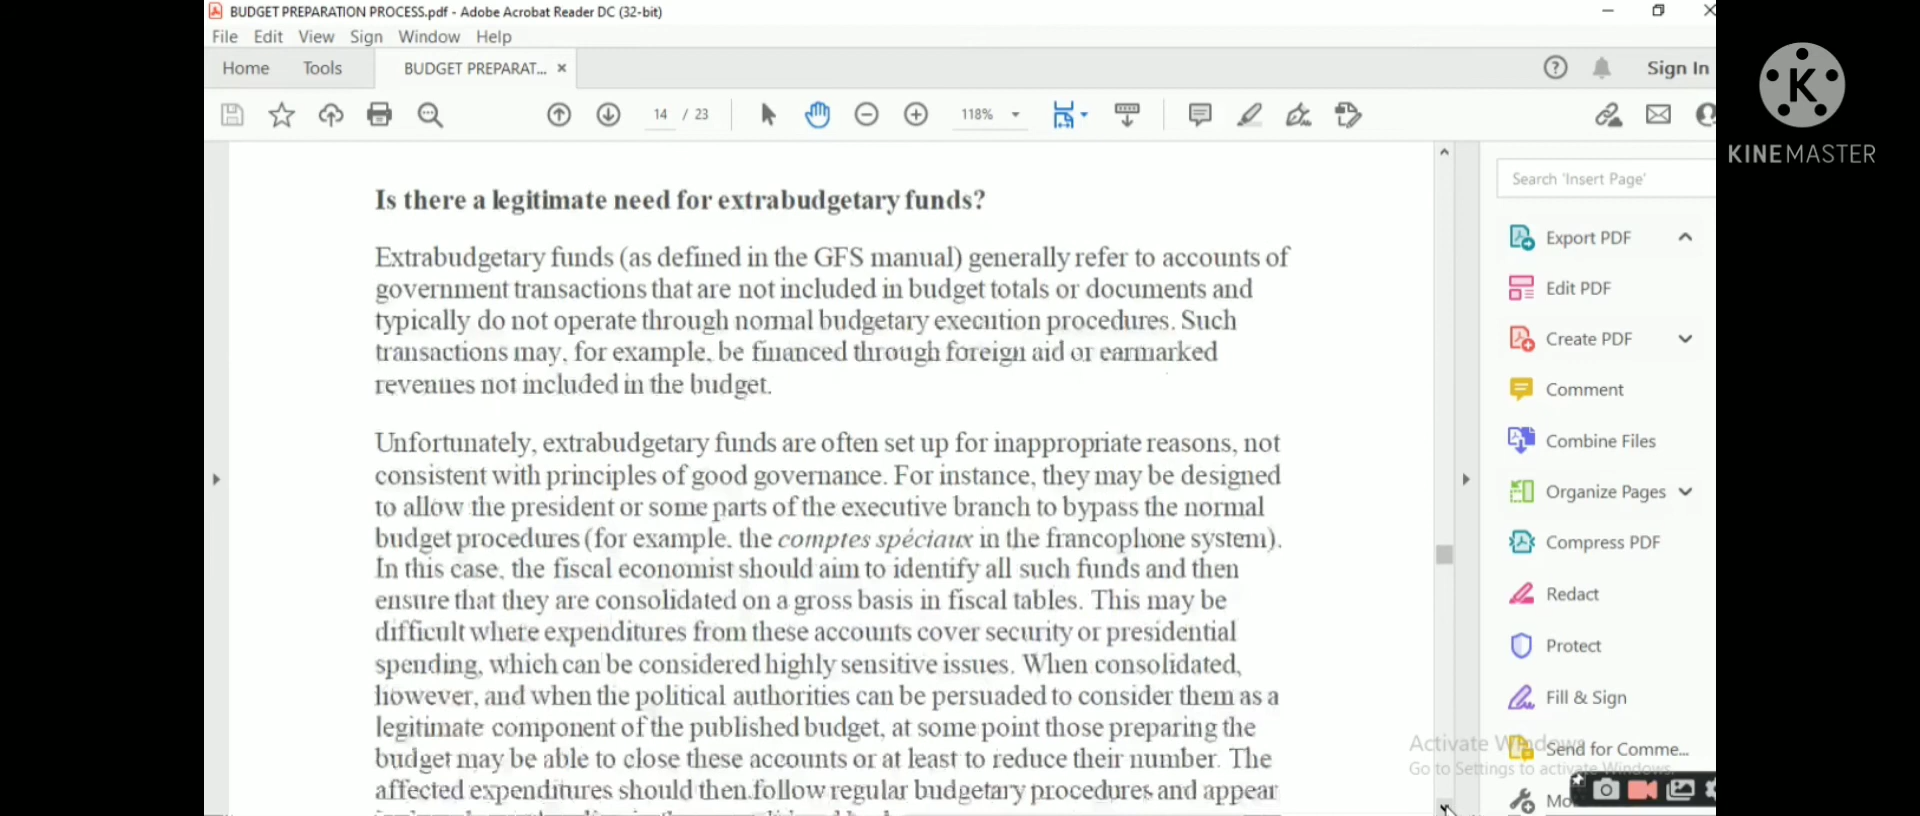 BUDGET PREPARATION PROCESS.pdf - Adobe Acrobat Reader DC (32-bit)
File Edit View Sign Window Help
Home Tools BUDGET PREPARAT... × Sign In
14 / 23 118%
K
KINEMASTER
Is there a legitimate need for extrabudgetary funds?
Extrabudgetary funds (as defined in the GFS manual) generally refer to accounts of
government transactions that are not included in budget totals or documents and
typically do not operate through normal budgetary execution procedures. Such
transactions may, for example, be financed through foreign aid or earmarked
revenues not included in the budget.
Unfortunately, extrabudgetary funds are often set up for inappropriate reasons, not
consistent with principles of good governance. For instance, they may be designed
to allow the president or some parts of the executive branch to bypass the normal
budget procedures (for example, the comptes spéciaux in the francophone system).
In this case, the fiscal economist should aim to identify all such funds and then
ensure that they are consolidated on a gross basis in fiscal tables. This may be
difficult where expenditures from these accounts cover security or presidential
spending, which can be considered highly sensitive issues. When consolidated,
however, and when the political authorities can be persuaded to consider them as a
legitimate component of the published budget, at some point those preparing the
budget may be able to close these accounts or at least to reduce their number. The
affected expenditures should then follow regular budgetary procedures and appear
Search 'Insert Page'
Export PDF
Edit PDF
Create PDF
Comment
Combine Files
Organize Pages
Compress PDF
Redact
Protect
Fill & Sign
Send for Comme...
Activate Windows
Go to Settings to activate Windows.